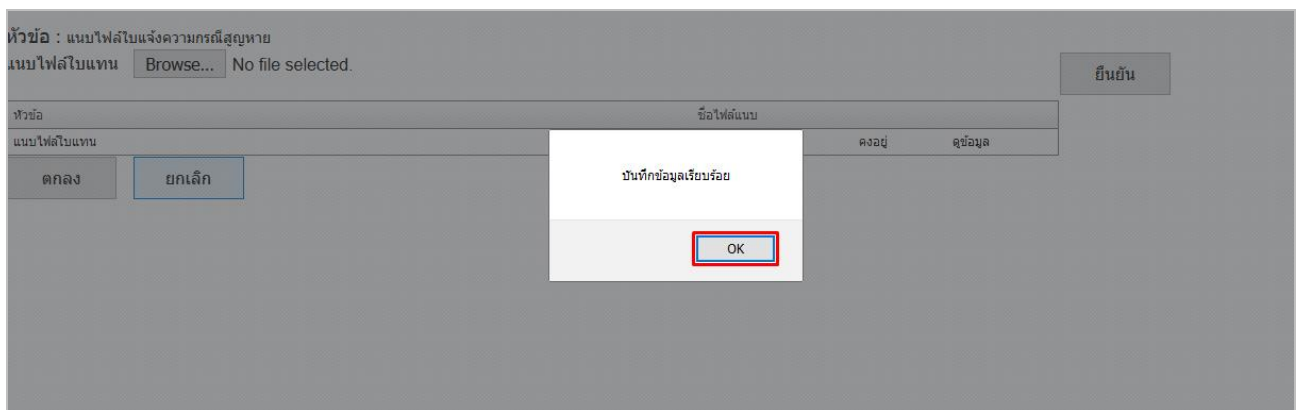 หัวข้อ : แนบไฟล์ใบแจ้งความกรณีสูญหาย
แนบไฟล์ใบแทน Browse... No file selected.
ยืนยัน
หัวข้อ ชื่อไฟล์แนบ
แนบไฟล์ใบแทน คงอยู่ ดูข้อมูล
ตกลง ยกเลิก
บันทึกข้อมูลเรียบร้อย
OK